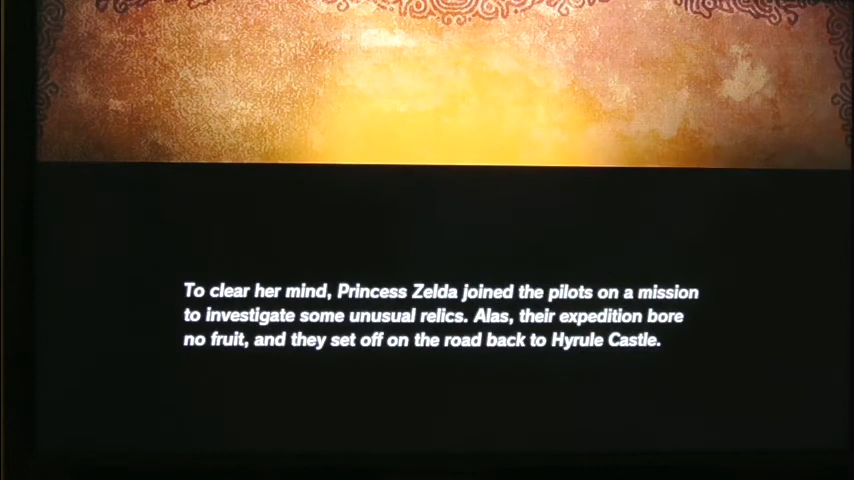 To clear her mind, Princess Zelda joined the pilots on a mission
to investigate some unusual relics. Alas, their expedition bore
no fruit, and they set off on the road back to Hyrule Castle.